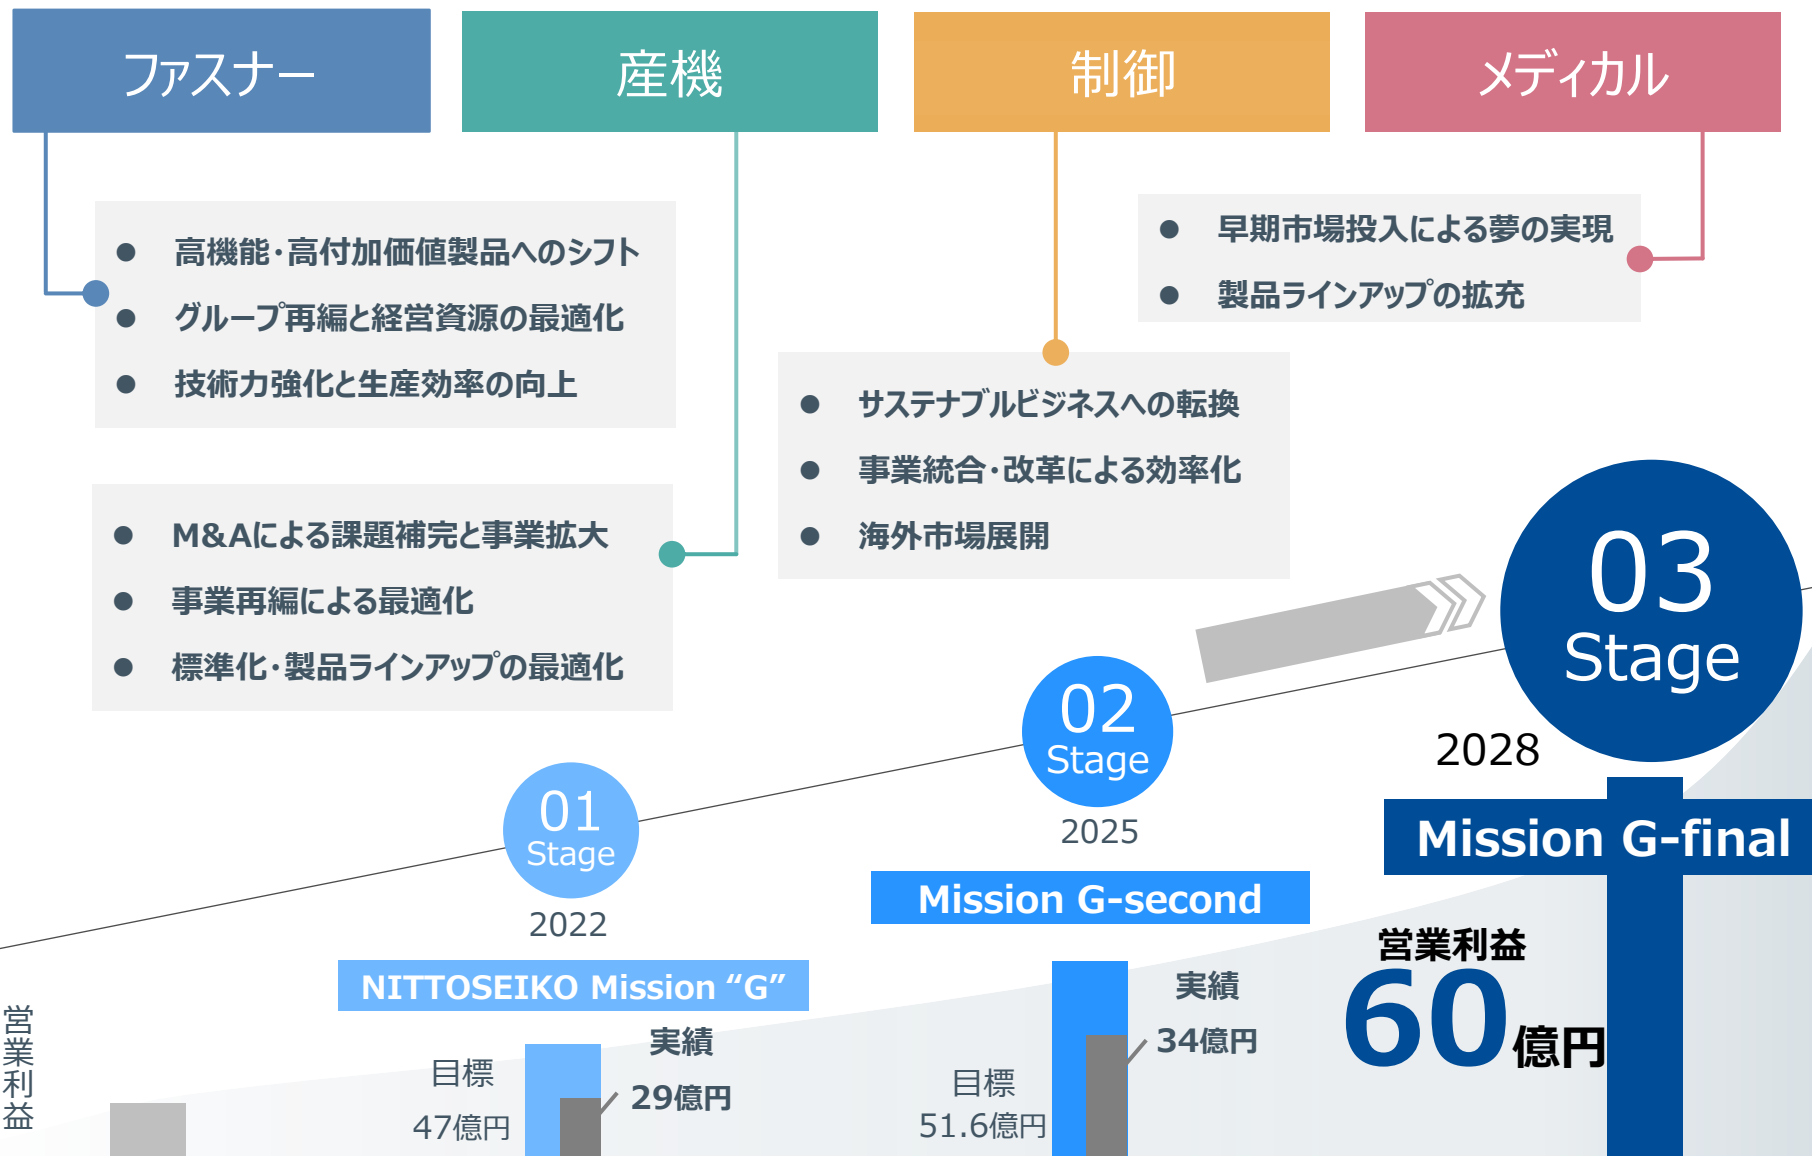 ファスナー
産機
制御
メディカル
● 高機能・高付加価値製品へのシフト
● グループ再編と経営資源の最適化
● 技術力強化と生産効率の向上
● M&Aによる課題補完と事業拡大
● 事業再編による最適化
● 標準化・製品ラインアップの最適化
● サステナブルビジネスへの転換
● 事業統合・改革による効率化
● 海外市場展開
● 早期市場投入による夢の実現
● 製品ラインアップの拡充
営業利益
01
Stage
2022
NITTOSEIKO Mission “G”
目標
47億円
実績
29億円
02
Stage
2025
Mission G-second
目標
51.6億円
実績
34億円
03
Stage
2028
Mission G-final
営業利益
60億円